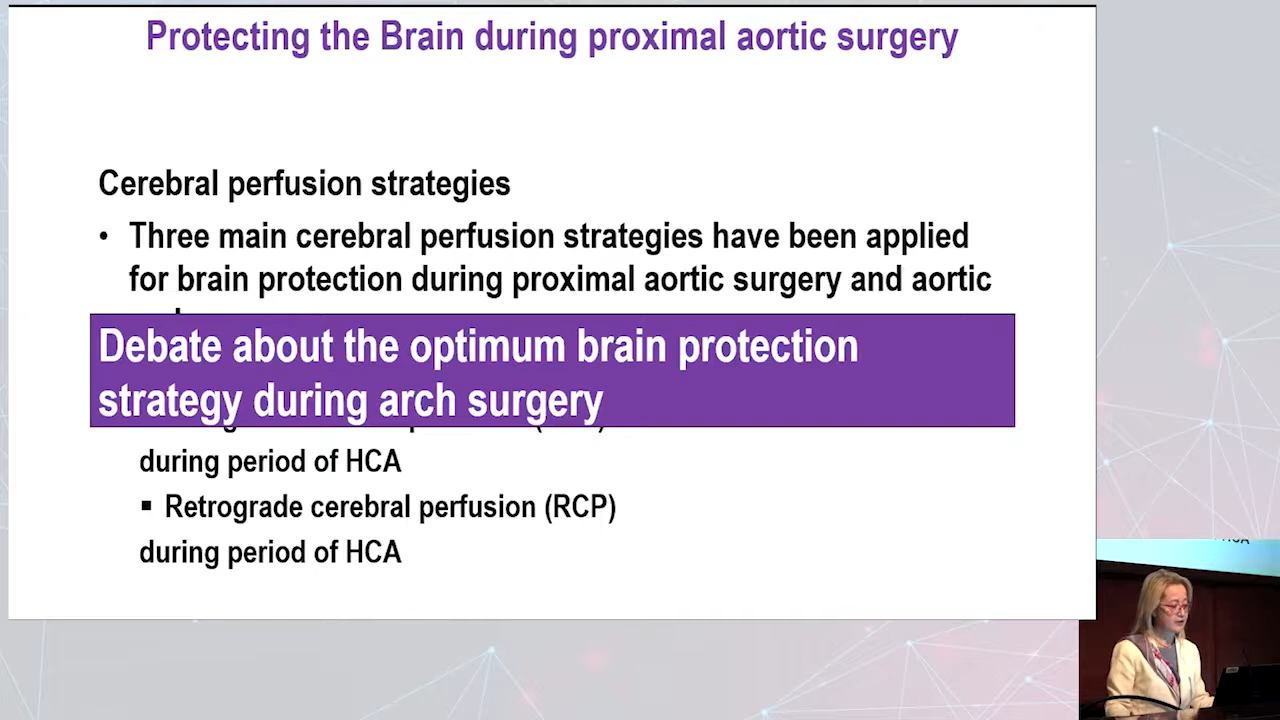 Protecting the Brain during proximal aortic surgery
Cerebral perfusion strategies
• Three main cerebral perfusion strategies have been applied
for brain protection during proximal aortic surgery and aortic
Debate about the optimum brain protection
strategy during arch surgery
during period of HCA
▪ Retrograde cerebral perfusion (RCP)
during period of HCA
HCA